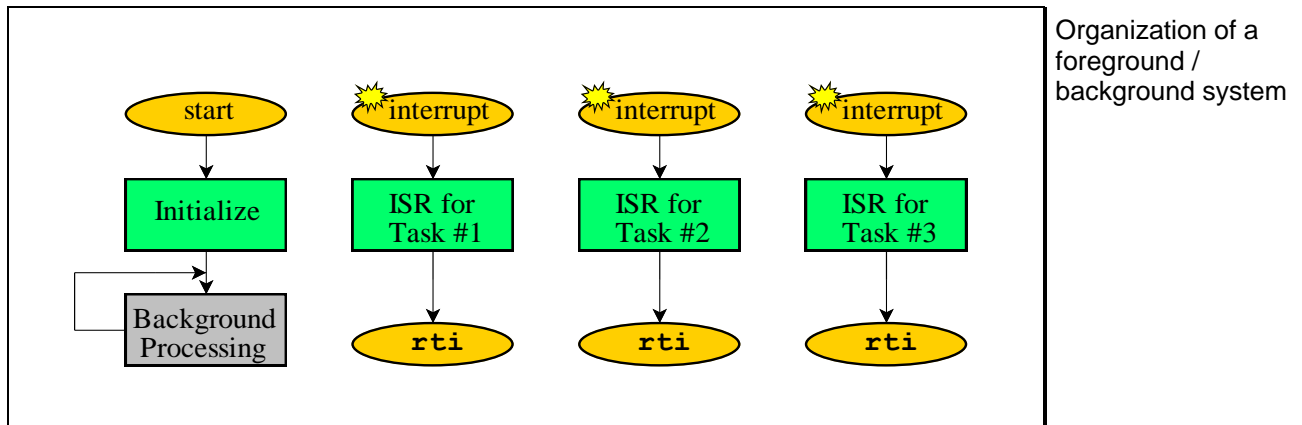 Organization of a
foreground /
background system
start
Initialize
Background
Processing
interrupt
ISR for
Task #1
rti
interrupt
ISR for
Task #2
rti
interrupt
ISR for
Task #3
rti